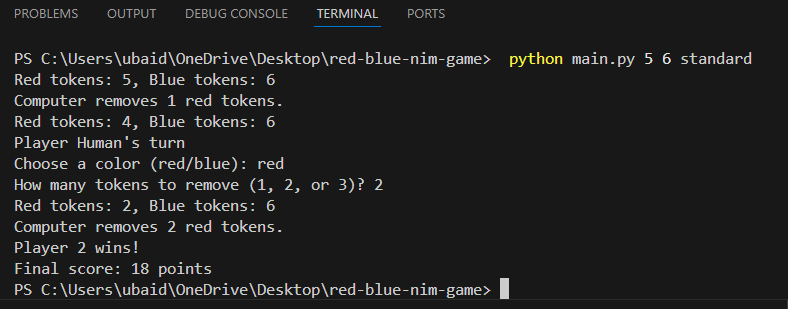 PROBLEMS OUTPUT DEBUG CONSOLE TERMINAL PORTS
PS C:\Users\ubaid\OneDrive\Desktop\red-blue-nim-game>  python main.py 5 6 standard
Red tokens: 5, Blue tokens: 6
Computer removes 1 red tokens.
Red tokens: 4, Blue tokens: 6
Player Human's turn
Choose a color (red/blue): red
How many tokens to remove (1, 2, or 3)? 2
Red tokens: 2, Blue tokens: 6
Computer removes 2 red tokens.
Player 2 wins!
Final score: 18 points
PS C:\Users\ubaid\OneDrive\Desktop\red-blue-nim-game>